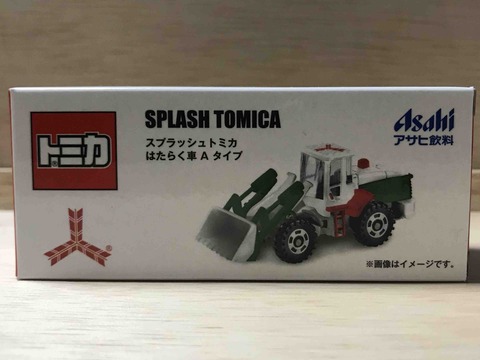 トミカ
®
SPLASH TOMICA
スプラッシュトミカ
はたらく車 A タイプ
Asahi
アサヒ飲料
※画像はイメージです。